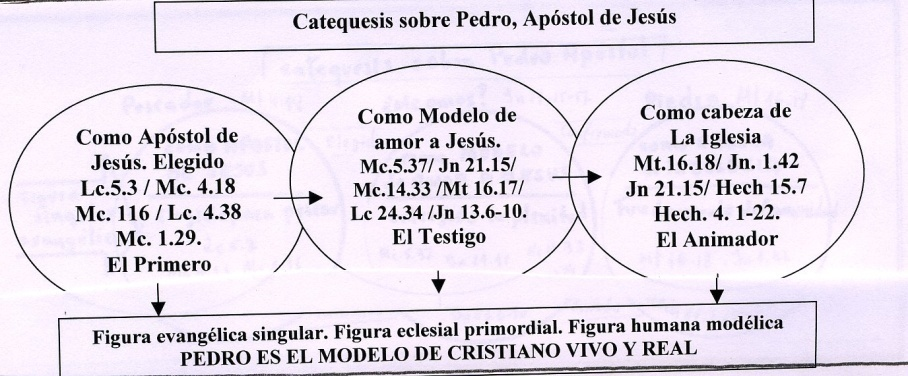 Catequesis sobre Pedro, Apóstol de Jesús
Como Apóstol de
Jesús. Elegido
Lc.5.3 / Mc. 4.18
Mc. 116 / Lc. 4.38
Mc. 1.29.
El Primero
Como Modelo de
amor a Jesús.
Mc.5.37/ Jn 21.15/
Mc.14.33 /Mt 16.17/
Lc 24.34 /Jn 13.6-10.
El Testigo
Como cabeza de
La Iglesia
Mt.16.18/ Jn. 1.42
Jn 21.15/ Hech 15.7
Hech. 4. 1-22.
El Animador
Figura evangélica singular. Figura eclesial primordial. Figura humana modélica
PEDRO ES EL MODELO DE CRISTIANO VIVO Y REAL